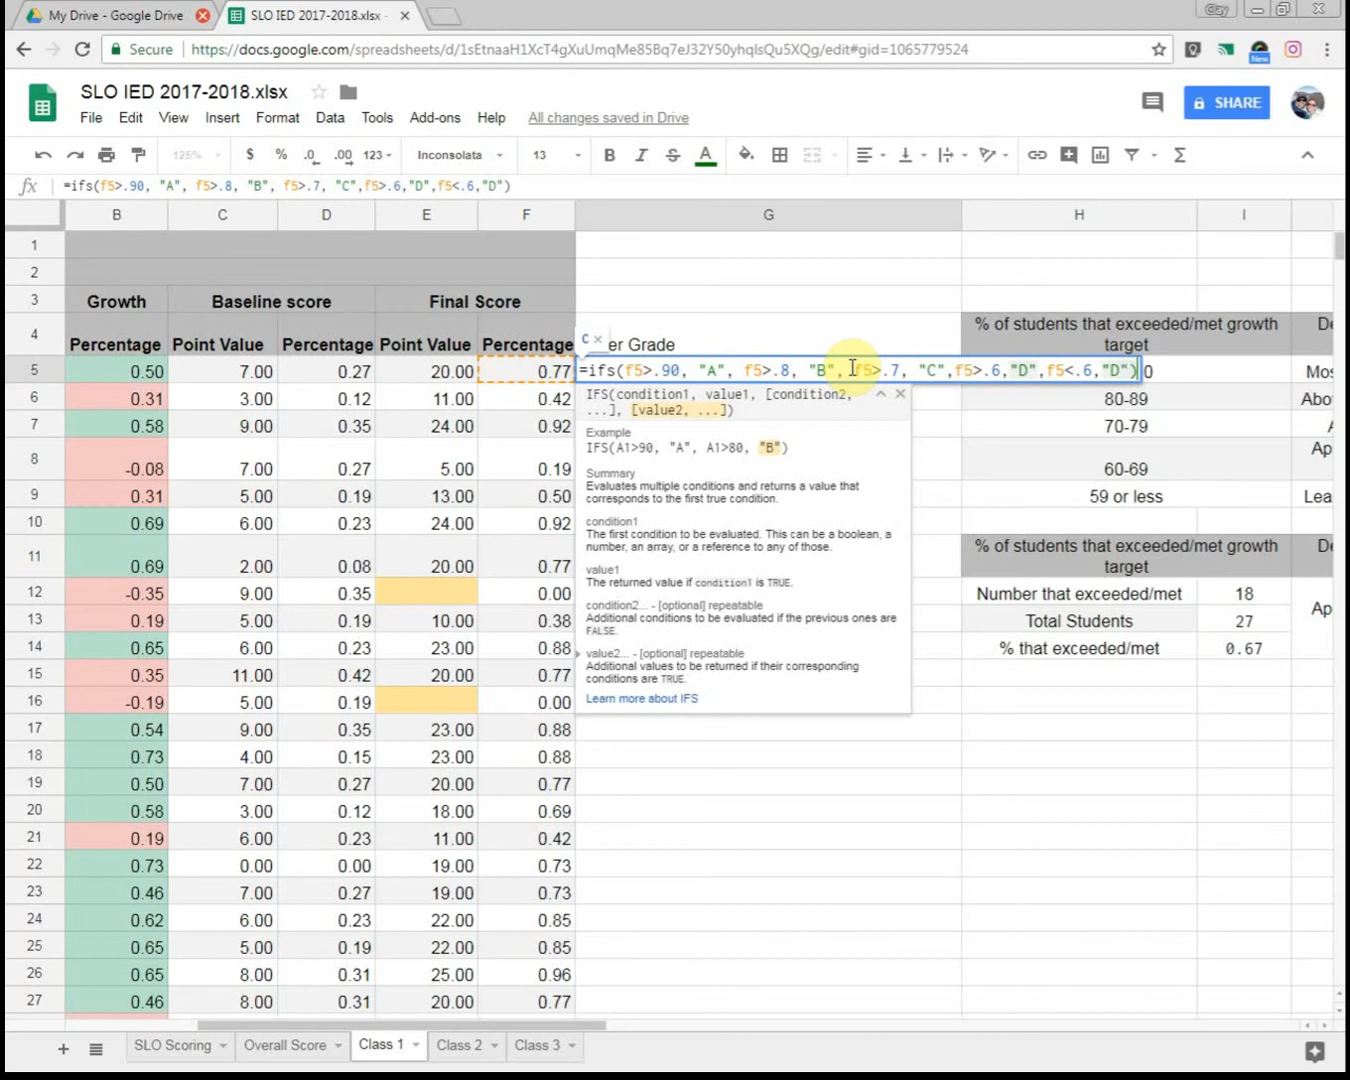 My Drive - Google Drive
SLO IED 2017-2018.xlsx -
Clay
Secure
https://docs.google.com/spreadsheets/d/1sEtnaaH1XcT4gXuUmqMe85Bq7eJ32Y50yhqlsQu5XQg/edit#gid=1065779524
New
SLO IED 2017-2018.xlsx
File Edit View Insert Format Data Tools Add-ons Help All changes saved in Drive
SHARE
125% $ % .0 .00 123 Inconsolata 13 B I S A
fx =ifs(f5>.90, "A", f5>.8, "B", f5>.7, "C",f5>.6,"D",f5<.6,"D")
B C D E F G H I
1
2
3 Growth Baseline score Final Score
4 Percentage Point Value Percentage Point Value Percentage er Grade % of students that exceeded/met growth target De
C ×
5 0.50 7.00 0.27 20.00 0.77 =ifs(f5>.90, "A", f5>.8, "B", f5>.7, "C",f5>.6,"D",f5<.6,"D") 0 Mos
6 0.31 3.00 0.12 11.00 0.42 80-89 Abo
7 0.58 9.00 0.35 24.00 0.92 70-79 A
8 -0.08 7.00 0.27 5.00 0.19 60-69 Ap
9 0.31 5.00 0.19 13.00 0.50 59 or less Lea
10 0.69 6.00 0.23 24.00 0.92
11 0.69 2.00 0.08 20.00 0.77 % of students that exceeded/met growth target De
12 -0.35 9.00 0.35 0.00 Number that exceeded/met 18
13 0.19 5.00 0.19 10.00 0.38 Total Students 27 Ap
14 0.65 6.00 0.23 23.00 0.88 % that exceeded/met 0.67
15 0.35 11.00 0.42 20.00 0.77
16 -0.19 5.00 0.19 0.00
17 0.54 9.00 0.35 23.00 0.88
18 0.73 4.00 0.15 23.00 0.88
19 0.50 7.00 0.27 20.00 0.77
20 0.58 3.00 0.12 18.00 0.69
21 0.19 6.00 0.23 11.00 0.42
22 0.73 0.00 0.00 19.00 0.73
23 0.46 7.00 0.27 19.00 0.73
24 0.62 6.00 0.23 22.00 0.85
25 0.65 5.00 0.19 22.00 0.85
26 0.65 8.00 0.31 25.00 0.96
27 0.46 8.00 0.31 20.00 0.77
IFS(condition1, value1, [condition2,
...], [value2, ...])
Example
IFS(A1>90, "A", A1>80, "B")
Summary
Evaluates multiple conditions and returns a value that
corresponds to the first true condition.
condition1
The first condition to be evaluated. This can be a boolean, a
number, an array, or a reference to any of those.
value1
The returned value if condition1 is TRUE.
condition2... - [optional] repeatable
Additional conditions to be evaluated if the previous ones are
FALSE.
value2... - [optional] repeatable
Additional values to be returned if their corresponding
conditions are TRUE.
Learn more about IFS
SLO Scoring Overall Score Class 1 Class 2 Class 3